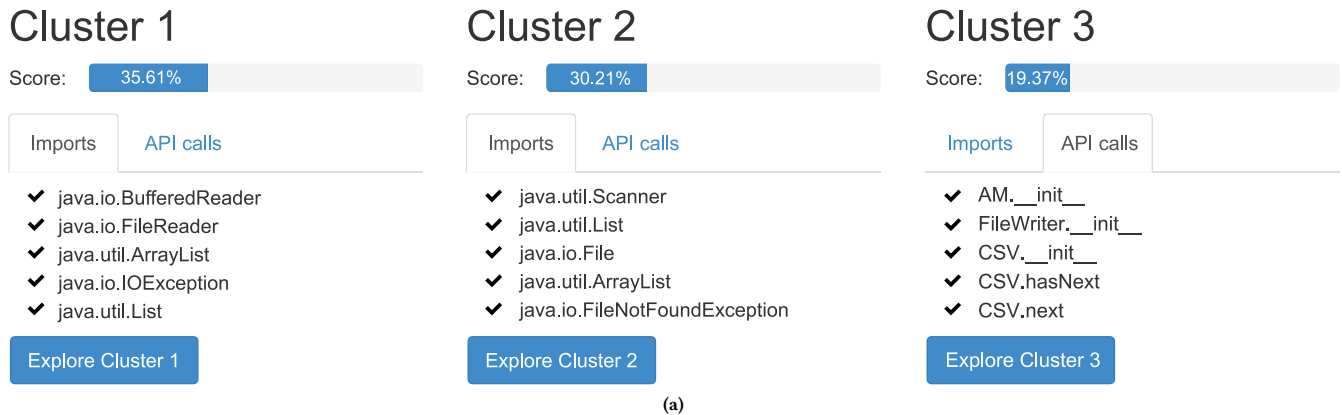 Cluster 1
Score: 35.61%
Imports API calls
java.io.BufferedReader
java.io.FileReader
java.util.ArrayList
java.io.IOException
java.util.List
Explore Cluster 1
Cluster 2
Score: 30.21%
Imports API calls
java.util.Scanner
java.util.List
java.io.File
java.util.ArrayList
java.io.FileNotFoundException
Explore Cluster 2
Cluster 3
Score: 19.37%
Imports API calls
AM.__init__
FileWriter.__init__
CSV.__init__
CSV.hasNext
CSV.next
Explore Cluster 3
(a)